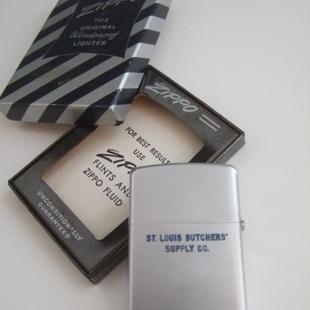 ZIPPO
THE
ORIGINAL
Windproof
LIGHTER
ZIPPO
FOR BEST RESULTS
USE
ZIPPO
FLINTS AND
ZIPPO FLUID
UNCONDITIONALLY
GUARANTEED
ST. LOUIS BUTCHERS'
SUPPLY CO.